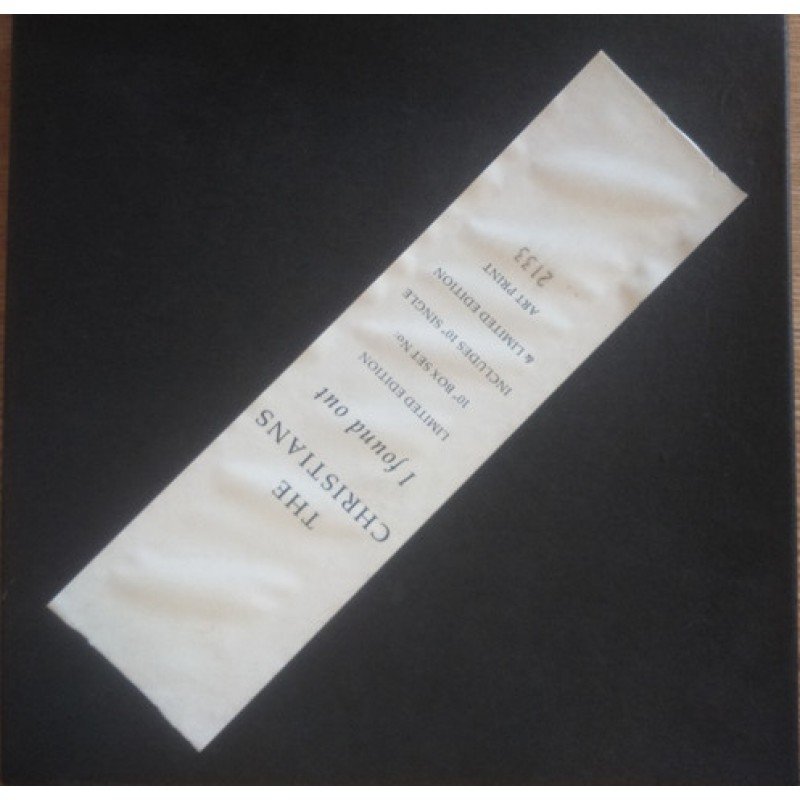 THE
CHRISTIANS
I found out
LIMITED EDITION
10" BOX SET No:
INCLUDES 10" SINGLE
& LIMITED EDITION
ART PRINT
2133